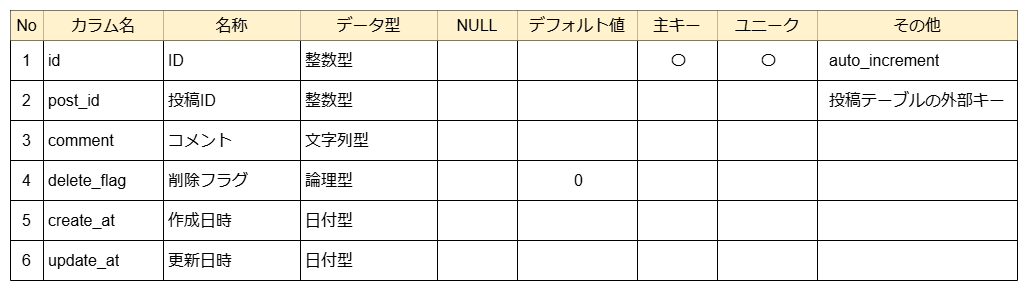 No カラム名 名称 データ型 NULL デフォルト値 主キー ユニーク その他
1 id ID 整数型 〇 〇 auto_increment
2 post_id 投稿ID 整数型 投稿テーブルの外部キー
3 comment コメント 文字列型
4 delete_flag 削除フラグ 論理型 0
5 create_at 作成日時 日付型
6 update_at 更新日時 日付型